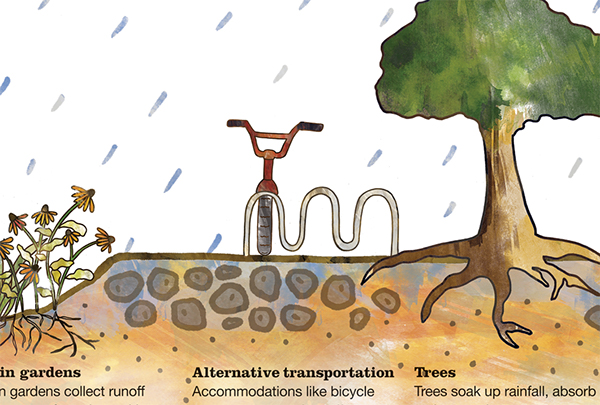 in gardens
n gardens collect runoff
Alternative transportation
Accommodations like bicycle
Trees
Trees soak up rainfall, absorb